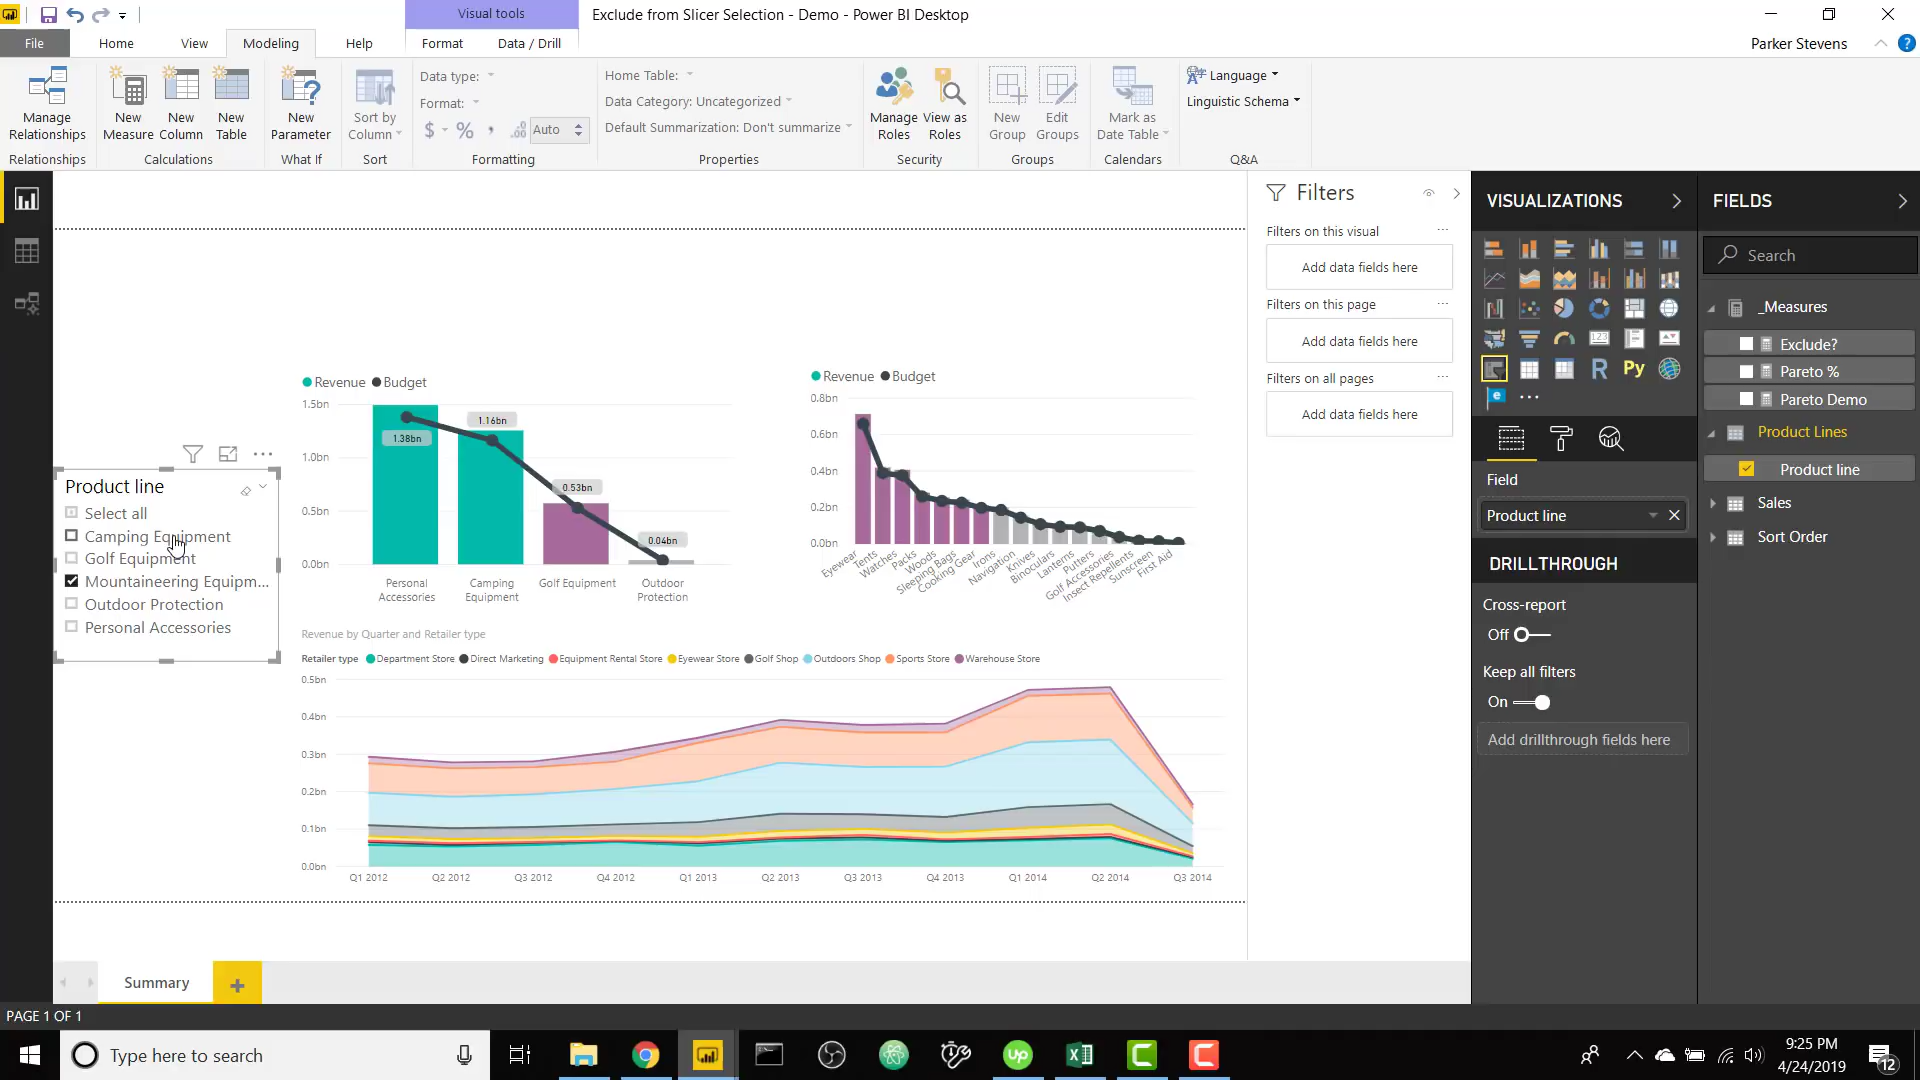 Visual tools
Exclude from Slicer Selection - Demo - Power BI Desktop
File
Home
View
Modeling
Help
Format
Data / Drill
Parker Stevens
Manage
Relationships
New
Measure
New
Column
New
Table
New
Parameter
Sort by
Column
Data type:
Format:
$ % , .00 Auto
Home Table:
Data Category: Uncategorized
Default Summarization: Don't summarize
Manage
Roles
View as
Roles
New
Group
Edit
Groups
Mark as
Date Table
Language
Linguistic Schema
Relationships
Calculations
What If
Sort
Formatting
Properties
Security
Groups
Calendars
Q&A
Product line
Select all
Camping Equipment
Golf Equipment
Mountaineering Equipm...
Outdoor Protection
Personal Accessories
Revenue Budget
1.5bn
1.0bn
0.5bn
0.0bn
1.38bn
1.16bn
0.53bn
0.04bn
Personal
Accessories
Camping
Equipment
Golf Equipment
Outdoor
Protection
Revenue Budget
0.8bn
0.6bn
0.4bn
0.2bn
0.0bn
Eyewear
Tents
Watches
Packs
Woods
Sleeping Bags
Cooking Gear
Irons
Navigation
Knives
Binoculars
Lanterns
Putters
Golf Accessories
Insect Repellents
Sunscreen
First Aid
Revenue by Quarter and Retailer type
Retailer type Department Store Direct Marketing Equipment Rental Store Eyewear Store Golf Shop Outdoors Shop Sports Store Warehouse Store
0.5bn
0.4bn
0.3bn
0.2bn
0.1bn
0.0bn
Q1 2012 Q2 2012 Q3 2012 Q4 2012 Q1 2013 Q2 2013 Q3 2013 Q4 2013 Q1 2014 Q2 2014 Q3 2014
Filters
Filters on this visual
Add data fields here
Filters on this page
Add data fields here
Filters on all pages
Add data fields here
VISUALIZATIONS
R
Py
Field
Product line
DRILLTHROUGH
Cross-report
Off
Keep all filters
On
Add drillthrough fields here
FIELDS
Search
_Measures
Exclude?
Pareto %
Pareto Demo
Product Lines
Product line
Sales
Sort Order
Summary
PAGE 1 OF 1
Type here to search
up
9:25 PM
4/24/2019
12